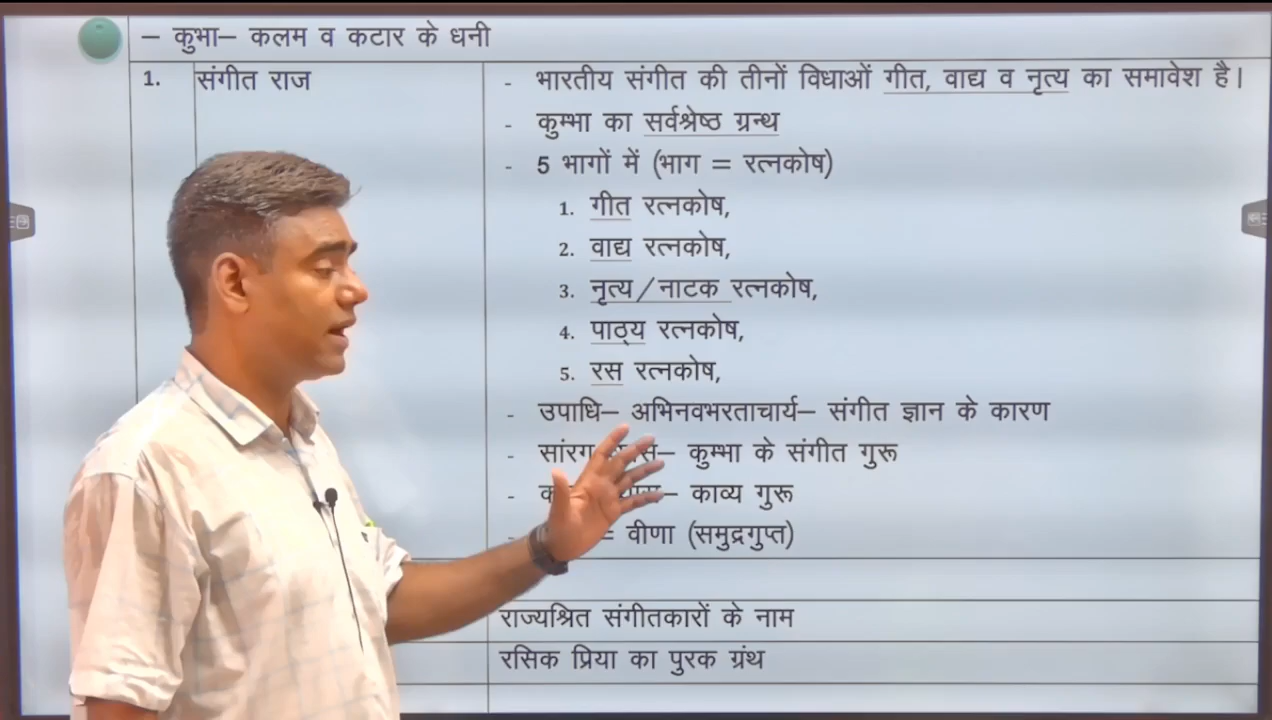 – कुभा– कलम व कटार के धनी
1. संगीत राज
- भारतीय संगीत की तीनों विधाओं गीत, वाद्य व नृत्य का समावेश है।
- कुम्भा का सर्वश्रेष्ठ ग्रन्थ
- 5 भागों में (भाग = रत्नकोष)
1. गीत रत्नकोष,
2. वाद्य रत्नकोष,
3. नृत्य/नाटक रत्नकोष,
4. पाठ्य रत्नकोष,
5. रस रत्नकोष,
- उपाधि– अभिनवभरताचार्य– संगीत ज्ञान के कारण
- – कुम्भा के संगीत गुरू
- – काव्य गुरू
- = वीणा (समुद्रगुप्त)
राज्यश्रित संगीतकारों के नाम
रसिक प्रिया का पुरक ग्रंथ